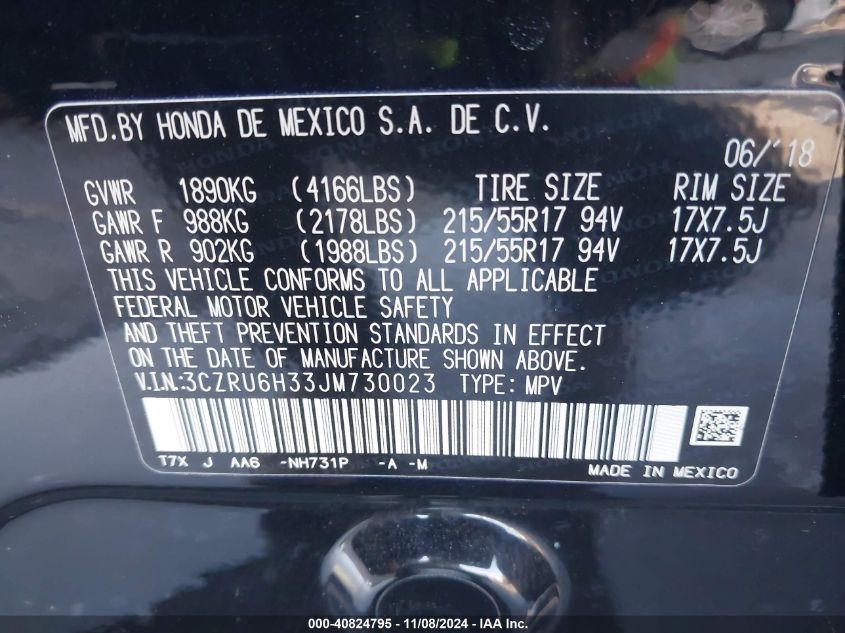 MFD.BY HONDA DE MEXICO S.A. DE C.V.
06/'18
GVWR 1890KG (4166LBS) TIRE SIZE RIM SIZE
GAWR F 988KG (2178LBS) 215/55R17 94V 17X7.5J
GAWR R 902KG (1988LBS) 215/55R17 94V 17X7.5J
THIS VEHICLE CONFORMS TO ALL APPLICABLE
FEDERAL MOTOR VEHICLE SAFETY
AND THEFT PREVENTION STANDARDS IN EFFECT
ON THE DATE OF MANUFACTURE SHOWN ABOVE.
V.I.N.:3CZRU6H33JM730023 TYPE: MPV
T7X J AA6 -NH731P -A -M
MADE IN MEXICO
000-40824795 - 11/08/2024 - IAA Inc.